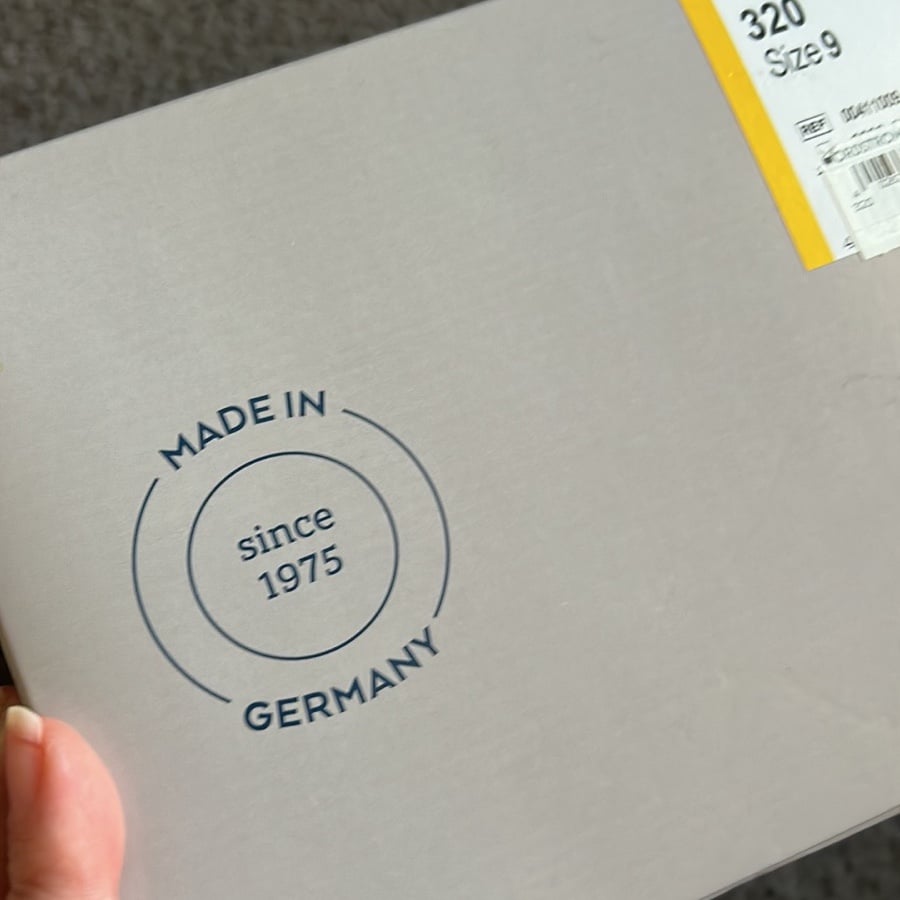 320
Size 9
REF
MADE IN
since
1975
GERMANY